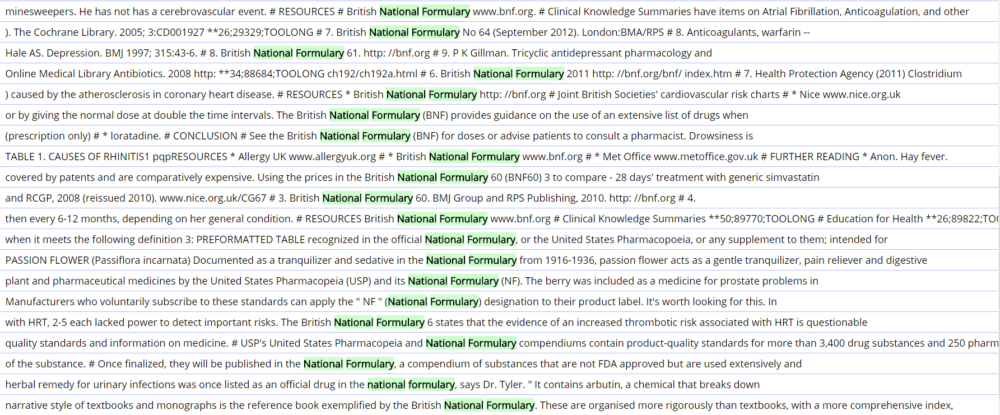 minesweepers. He has not has a cerebrovascular event. # RESOURCES # British National Formulary www.bnf.org. # Clinical Knowledge Summaries have items on Atrial Fibrillation, Anticoagulation, and other
). The Cochrane Library. 2005; 3:CD001927 **26;29329;TOOLONG # 7. British National Formulary No 64 (September 2012). London:BMA/RPS # 8. Anticoagulants, warfarin --
Hale AS. Depression. BMJ 1997; 315:43-6. # 8. British National Formulary 61. http: //bnf.org # 9. P K Gillman. Tricyclic antidepressant pharmacology and
Online Medical Library Antibiotics. 2008 http: **34;88684;TOOLONG ch192/ch192a.html # 6. British National Formulary 2011 http: //bnf.org/bnf/ index.htm # 7. Health Protection Agency (2011) Clostridium
) caused by the atherosclerosis in coronary heart disease. # RESOURCES * British National Formulary http: //bnf.org # Joint British Societies' cardiovascular risk charts # * Nice www.nice.org.uk
or by giving the normal dose at double the time intervals. The British National Formulary (BNF) provides guidance on the use of an extensive list of drugs when
(prescription only) # * loratadine. # CONCLUSION # See the British National Formulary (BNF) for doses or advise patients to consult a pharmacist. Drowsiness is
TABLE 1. CAUSES OF RHINITIS1 pqpRESOURCES * Allergy UK www.allergyuk.org # * British National Formulary www.bnf.org # * Met Office www.metoffice.gov.uk # FURTHER READING * Anon. Hay fever.
covered by patents and are comparatively expensive. Using the prices in the British National Formulary 60 (BNF60) 3 to compare - 28 days' treatment with generic simvastatin
and RCGP, 2008 (reissued 2010). www.nice.org.uk/CG67 # 3. British National Formulary 60. BMJ Group and RPS Publishing, 2010. http: //bnf.org # 4.
then every 6-12 months, depending on her general condition. # RESOURCES British National Formulary www.bnf.org # Clinical Knowledge Summaries **50;89770;TOOLONG # Education for Health **26;89822;TOO
when it meets the following definition 3: PREFORMATTED TABLE recognized in the official National Formulary, or the United States Pharmacopoeia, or any supplement to them; intended for
PASSION FLOWER (Passiflora incarnata) Documented as a tranquilizer and sedative in the National Formulary from 1916-1936, passion flower acts as a gentle tranquilizer, pain reliever and digestive
plant and pharmaceutical medicines by the United States Pharmacopeia (USP) and its National Formulary (NF). The berry was included as a medicine for prostate problems in
Manufacturers who voluntarily subscribe to these standards can apply the " NF " (National Formulary) designation to their product label. It's worth looking for this. In
with HRT, 2-5 each lacked power to detect important risks. The British National Formulary 6 states that the evidence of an increased thrombotic risk associated with HRT is questionable
quality standards and information on medicine. # USP's United States Pharmacopeia and National Formulary compendiums contain product-quality standards for more than 3,400 drug substances and 250 pharm
of the substance. # Once finalized, they will be published in the National Formulary, a compendium of substances that are not FDA approved but are used extensively and
herbal remedy for urinary infections was once listed as an official drug in the national formulary, says Dr. Tyler. " It contains arbutin, a chemical that breaks down
narrative style of textbooks and monographs is the reference book exemplified by the British National Formulary. These are organised more rigorously than textbooks, with a more comprehensive index,